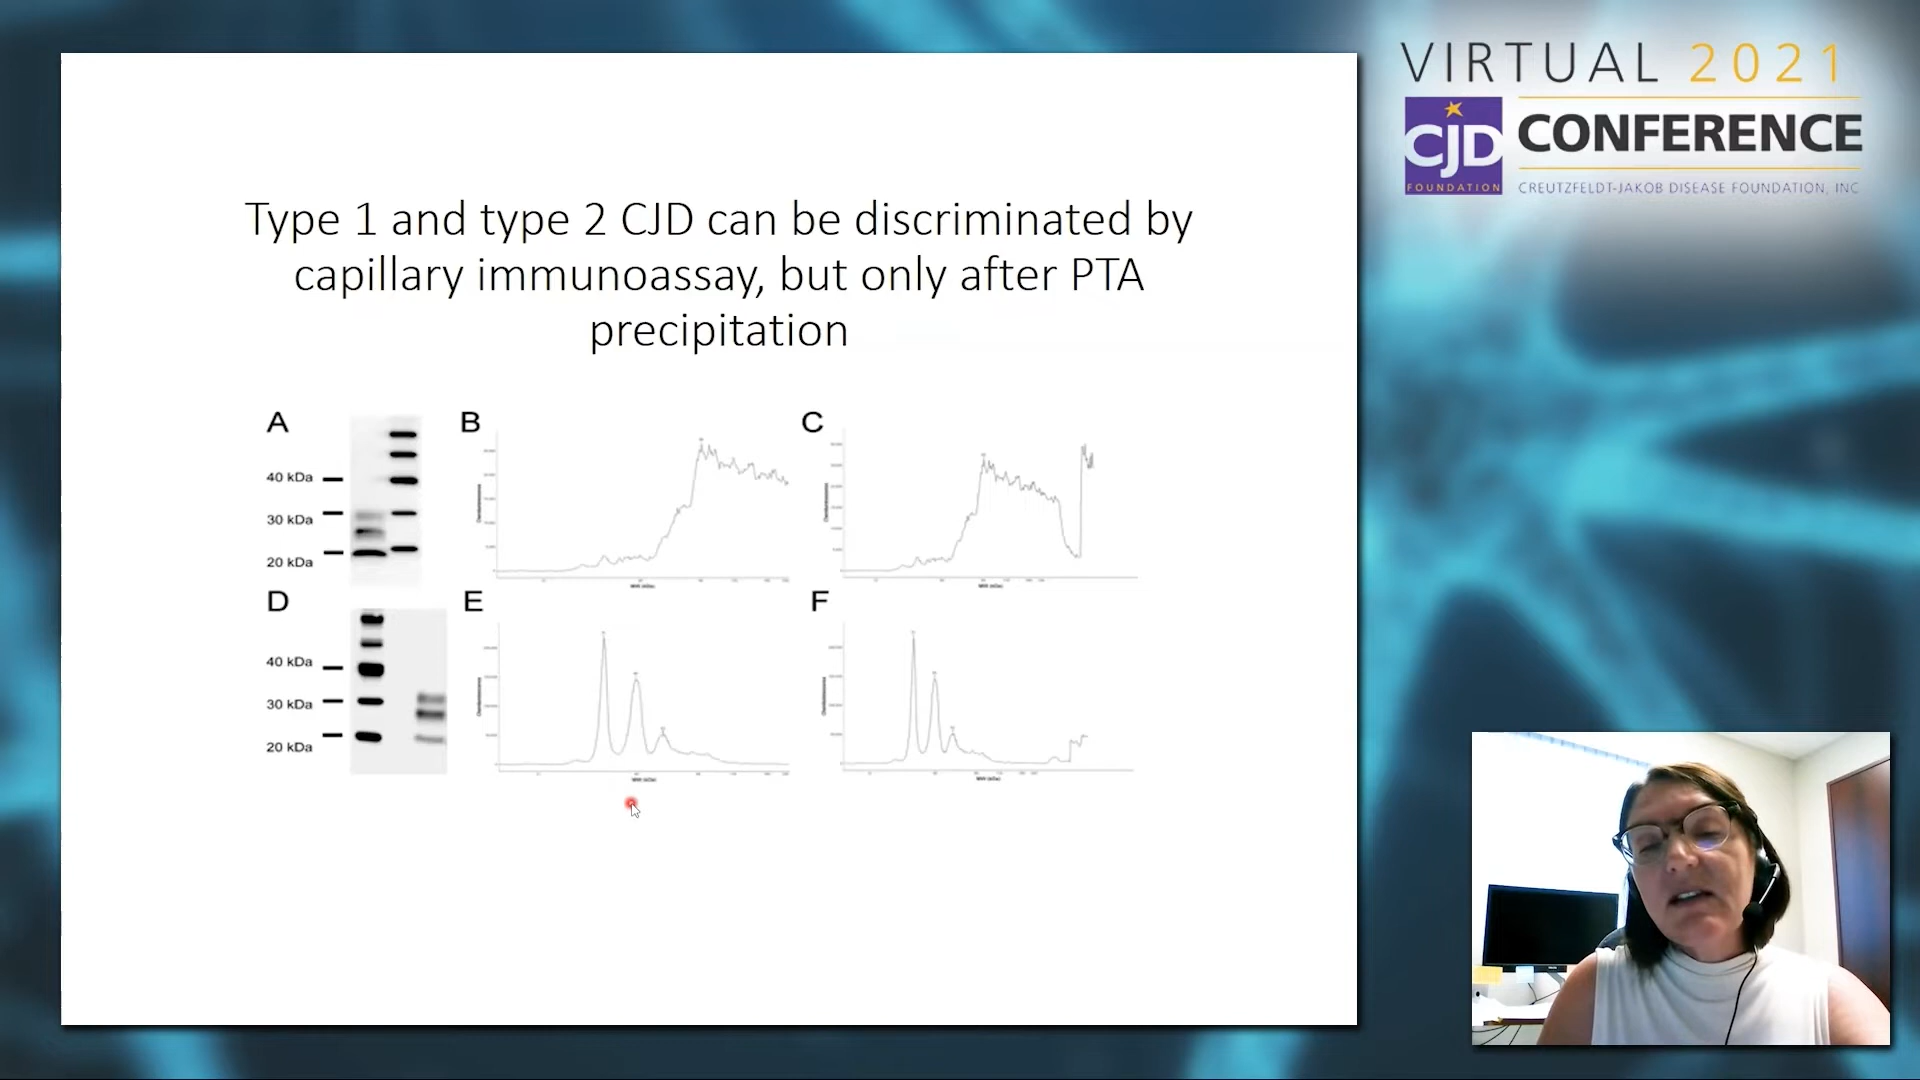 VIRTUAL 2021
CJD
FOUNDATION
CONFERENCE
CREUTZFELDT-JAKOB DISEASE FOUNDATION, INC
Type 1 and type 2 CJD can be discriminated by
capillary immunoassay, but only after PTA
precipitation
A
40 kDa
30 kDa
20 kDa
B
C
D
40 kDa
30 kDa
20 kDa
E
F